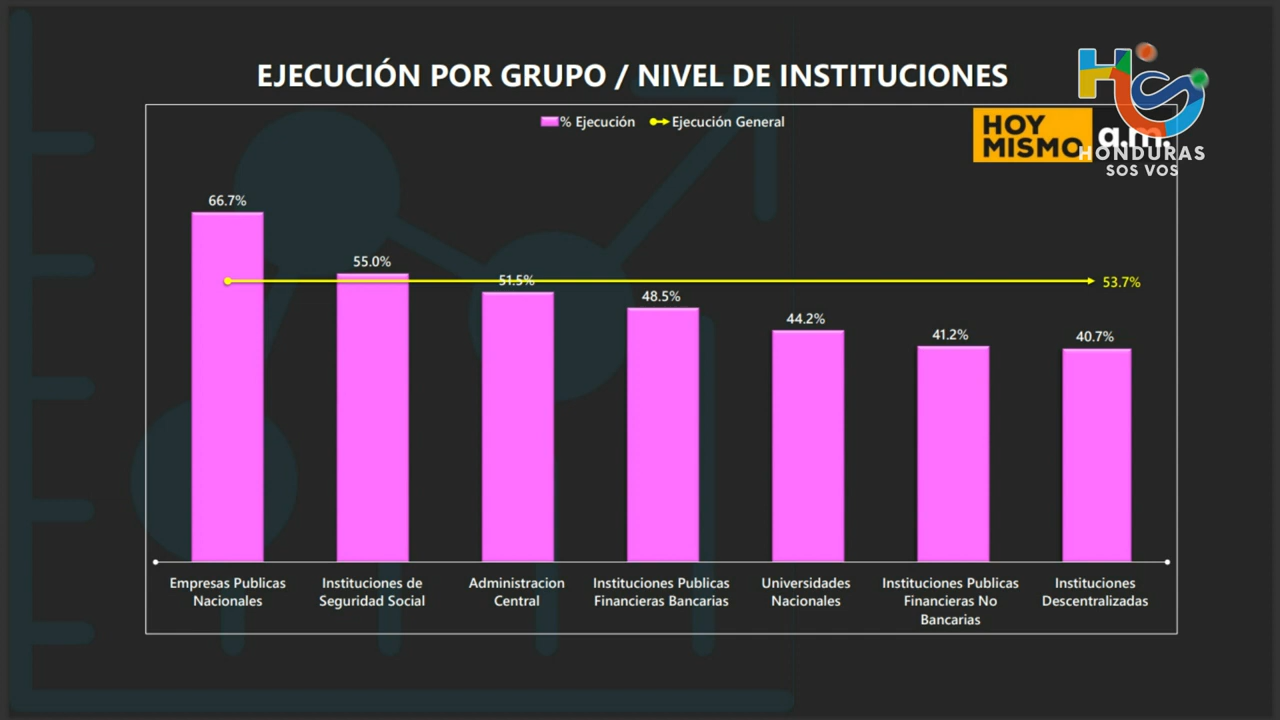 EJECUCIÓN POR GRUPO / NIVEL DE INSTITUCIONES
% Ejecución
Ejecución General
HOY
MISMO
a.m.
HONDURAS
SOS VOS
66.7%
55.0%
51.5%
48.5%
44.2%
41.2%
40.7%
53.7%
Empresas Publicas
Nacionales
Instituciones de
Seguridad Social
Administracion
Central
Instituciones Publicas
Financieras Bancarias
Universidades
Nacionales
Instituciones Publicas
Financieras No
Bancarias
Instituciones
Descentralizadas